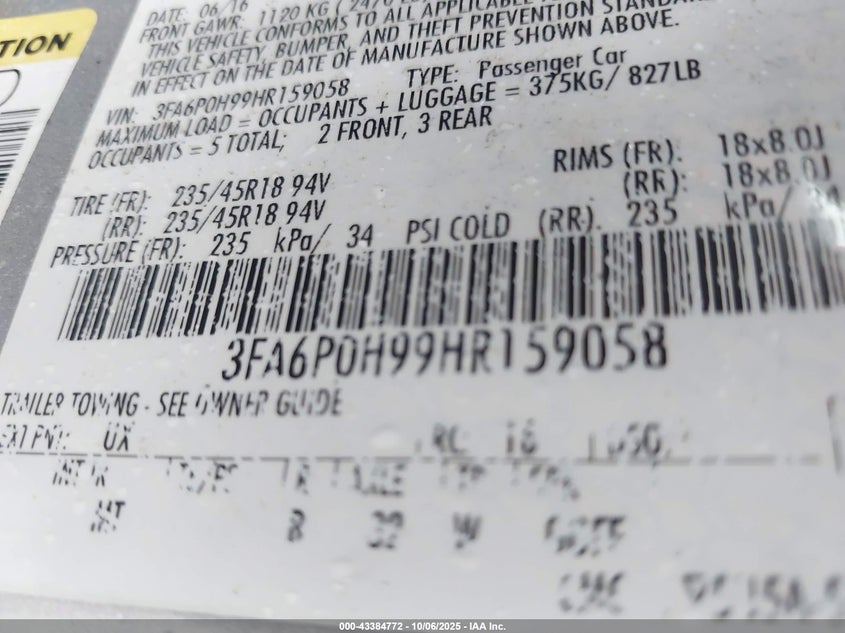 TION
DATE: 06/16
FRONT GAWR: 1120 KG
THIS VEHICLE CONFORMS TO ALL APPLICABLE
VEHICLE SAFETY, BUMPER, AND THEFT PREVENTION
IN EFFECT ON THE DATE OF MANUFACTURE SHOWN ABOVE.
VIN: 3FA6P0H99HR159058 TYPE: Passenger Car
MAXIMUM LOAD = OCCUPANTS + LUGGAGE = 375KG/ 827LB
OCCUPANTS = 5 TOTAL; 2 FRONT, 3 REAR
TIRE (FR): 235/45R18 94V RIMS (FR): 18x8.0J
(RR): 235/45R18 94V (RR): 18x8.0J
PRESSURE (FR): 235 kPa/ 34 PSI COLD (RR). 235 kPa/
3FA6P0H99HR159058
TRAILER TOWING - SEE OWNER GUIDE
EXT PNT: UX
000-43384772 - 10/06/2025 - IAA Inc.